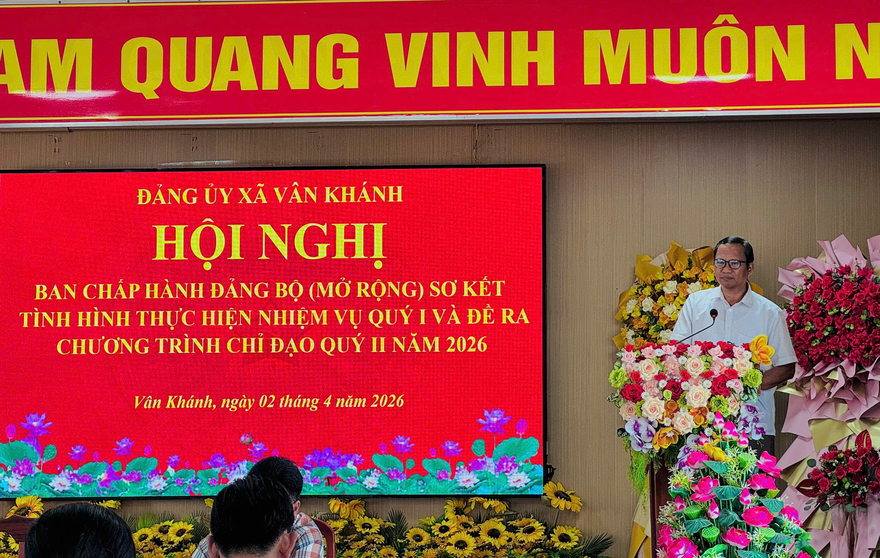 AM QUANG VINH MUÔN N
ĐẢNG ỦY XÃ VÂN KHÁNH
HỘI NGHỊ
BAN CHẤP HÀNH ĐẢNG BỘ (MỞ RỘNG) SƠ KẾT
TÌNH HÌNH THỰC HIỆN NHIỆM VỤ QUÝ I VÀ ĐỀ RA
CHƯƠNG TRÌNH CHỈ ĐẠO QUÝ II NĂM 2026
Vân Khánh, ngày 02 tháng 4 năm 2026